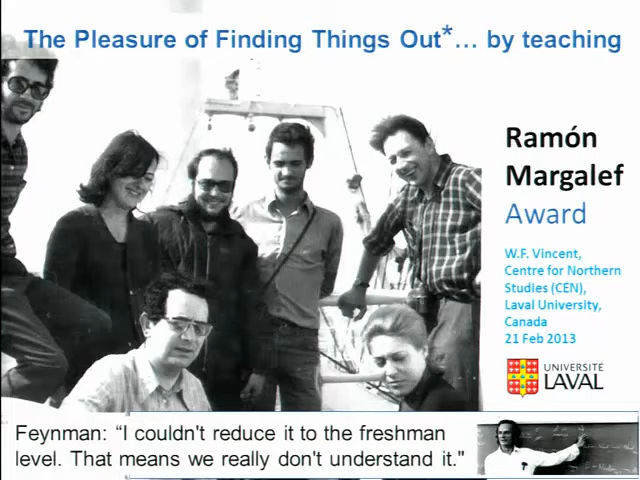 The Pleasure of Finding Things Out*... by teaching
Ramón
Margalef
Award
W.F. Vincent,
Centre for Northern
Studies (CEN),
Laval University,
Canada
21 Feb 2013
UNIVERSITÉ
LAVAL
Feynman: “I couldn't reduce it to the freshman
level. That means we really don't understand it."